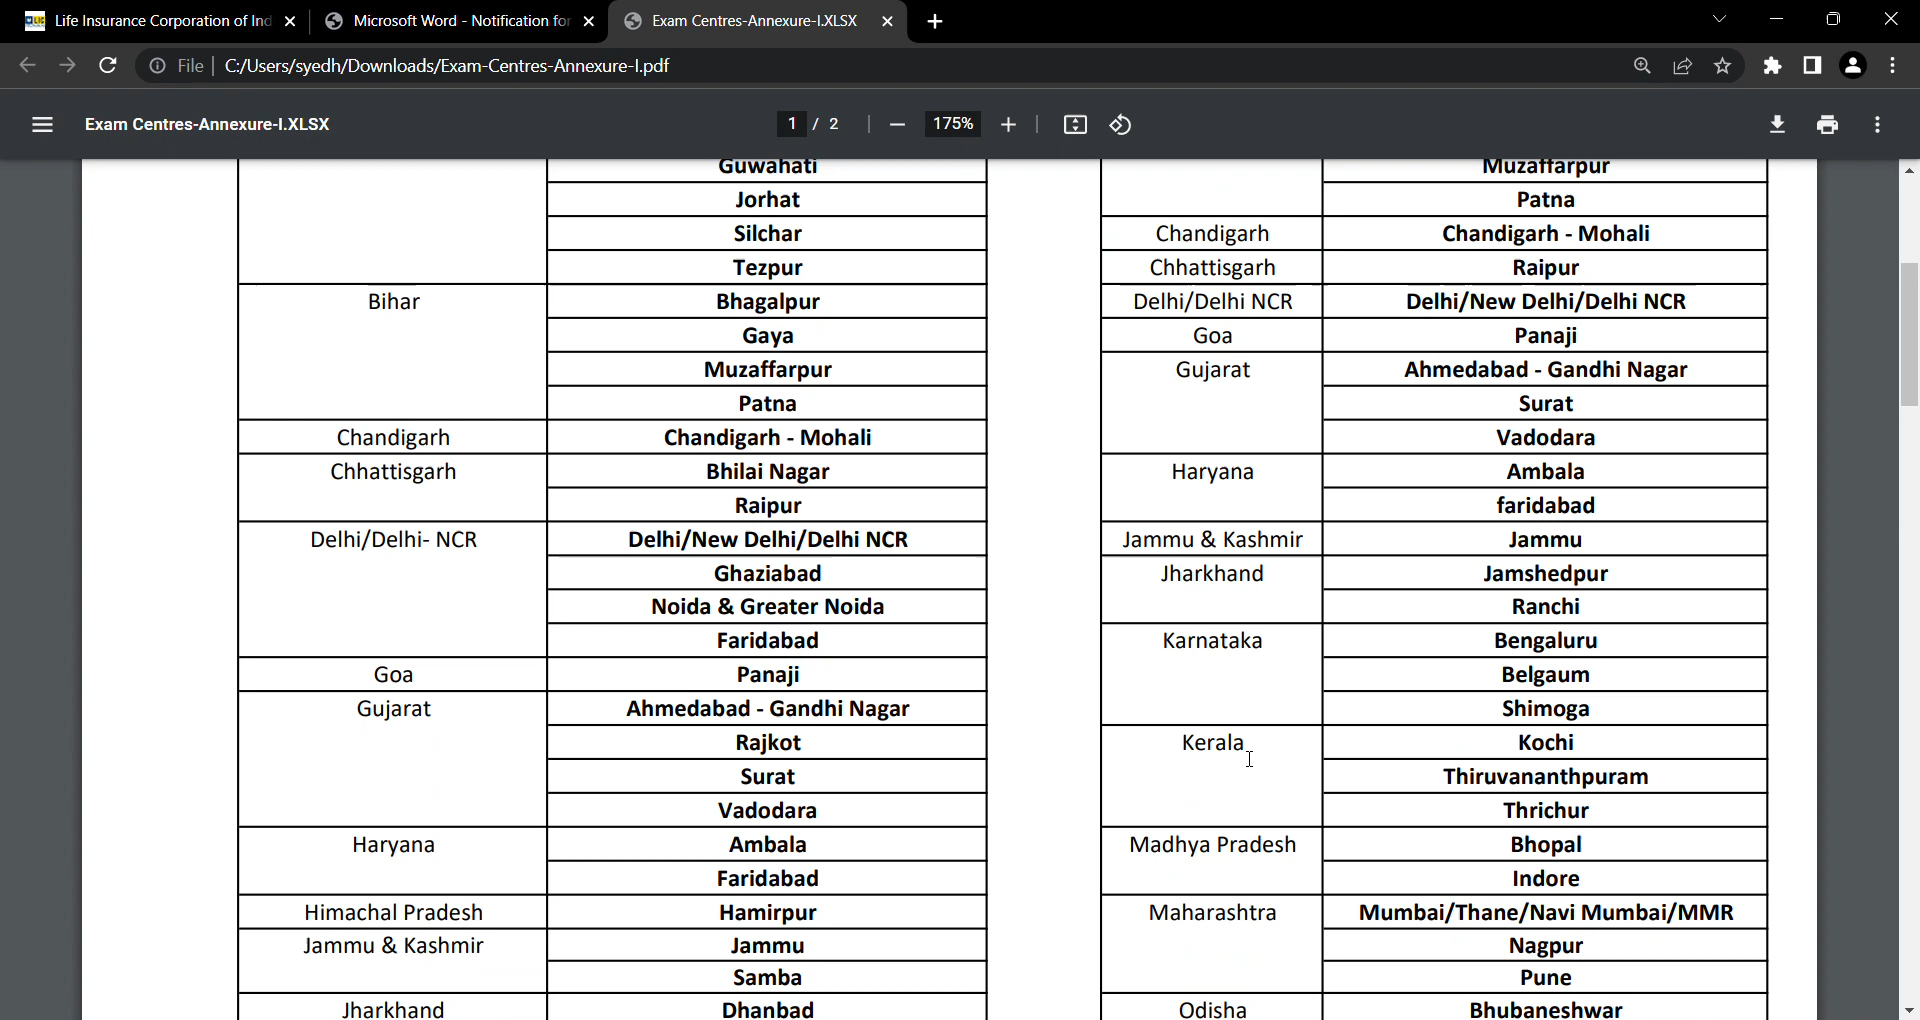 Life Insurance Corporation of Ind
Microsoft Word - Notification for
Exam Centres-Annexure-I.XLSX
File
C:/Users/syedh/Downloads/Exam-Centres-Annexure-I.pdf
Exam Centres-Annexure-I.XLSX
1 / 2
175%
Guwahati
Jorhat
Silchar
Tezpur
Bihar Bhagalpur
Gaya
Muzaffarpur
Patna
Chandigarh Chandigarh - Mohali
Chhattisgarh Bhilai Nagar
Raipur
Delhi/Delhi- NCR Delhi/New Delhi/Delhi NCR
Ghaziabad
Noida & Greater Noida
Faridabad
Goa Panaji
Gujarat Ahmedabad - Gandhi Nagar
Rajkot
Surat
Vadodara
Haryana Ambala
Faridabad
Himachal Pradesh Hamirpur
Jammu & Kashmir Jammu
Samba
Jharkhand Dhanbad
Muzaffarpur
Patna
Chandigarh Chandigarh - Mohali
Chhattisgarh Raipur
Delhi/Delhi NCR Delhi/New Delhi/Delhi NCR
Goa Panaji
Gujarat Ahmedabad - Gandhi Nagar
Surat
Vadodara
Haryana Ambala
faridabad
Jammu & Kashmir Jammu
Jharkhand Jamshedpur
Ranchi
Karnataka Bengaluru
Belgaum
Shimoga
Kerala Kochi
Thiruvananthpuram
Thrichur
Madhya Pradesh Bhopal
Indore
Maharashtra Mumbai/Thane/Navi Mumbai/MMR
Nagpur
Pune
Odisha Bhubaneshwar